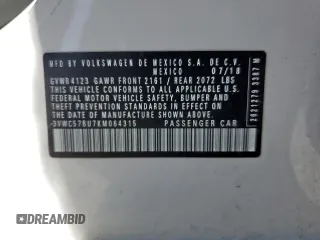 MFD BY VOLKSWAGEN DE MEXICO S.A. DE C.V.
MEXICO 07/18
GVWR 4123 GAWR FRONT 2161 / REAR 2072 LBS
THIS VEHICLE CONFORMS TO ALL APPLICABLE
FEDERAL MOTOR VEHICLE SAFETY,
BUMPER AND THEFT PREVENTION
STANDARDS IN EFFECT ON THE
DATE OF MANUFACTURE SHOWN ABOVE.
3VWC57BU7KM064315 PASSENGER CAR
2621279 3387 M
DREAMBID